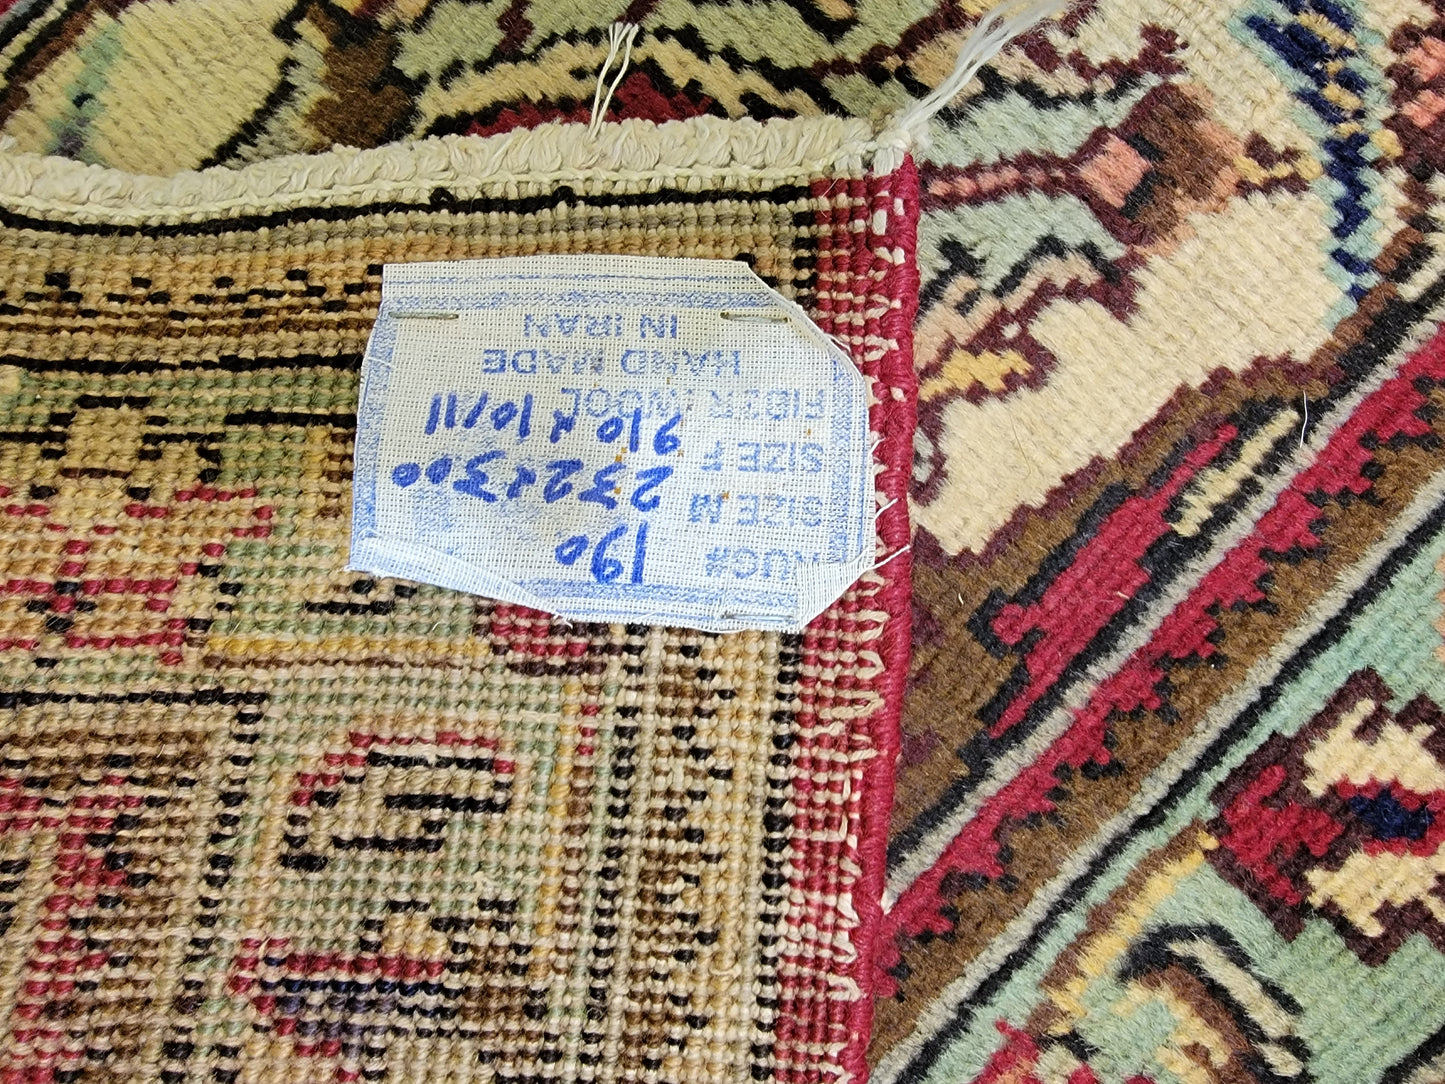 RUG# 190
SIZE M 232x300
SIZE F 910x10/11
FIBER WOOL
HAND MADE
IN IRAN